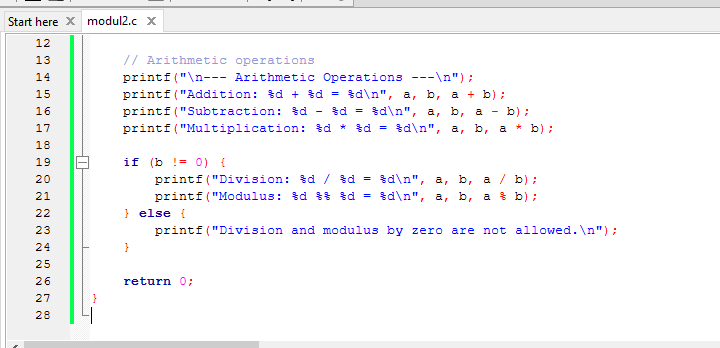 Start here X modul2.c X
12
13 // Arithmetic operations
14 printf("\n--- Arithmetic Operations ---\n");
15 printf("Addition: %d + %d = %d\n", a, b, a + b);
16 printf("Subtraction: %d - %d = %d\n", a, b, a - b);
17 printf("Multiplication: %d * %d = %d\n", a, b, a * b);
18
19 if (b != 0) {
20 printf("Division: %d / %d = %d\n", a, b, a / b);
21 printf("Modulus: %d %% %d = %d\n", a, b, a % b);
22 } else {
23 printf("Division and modulus by zero are not allowed.\n");
24 }
25
26 return 0;
27 }
28